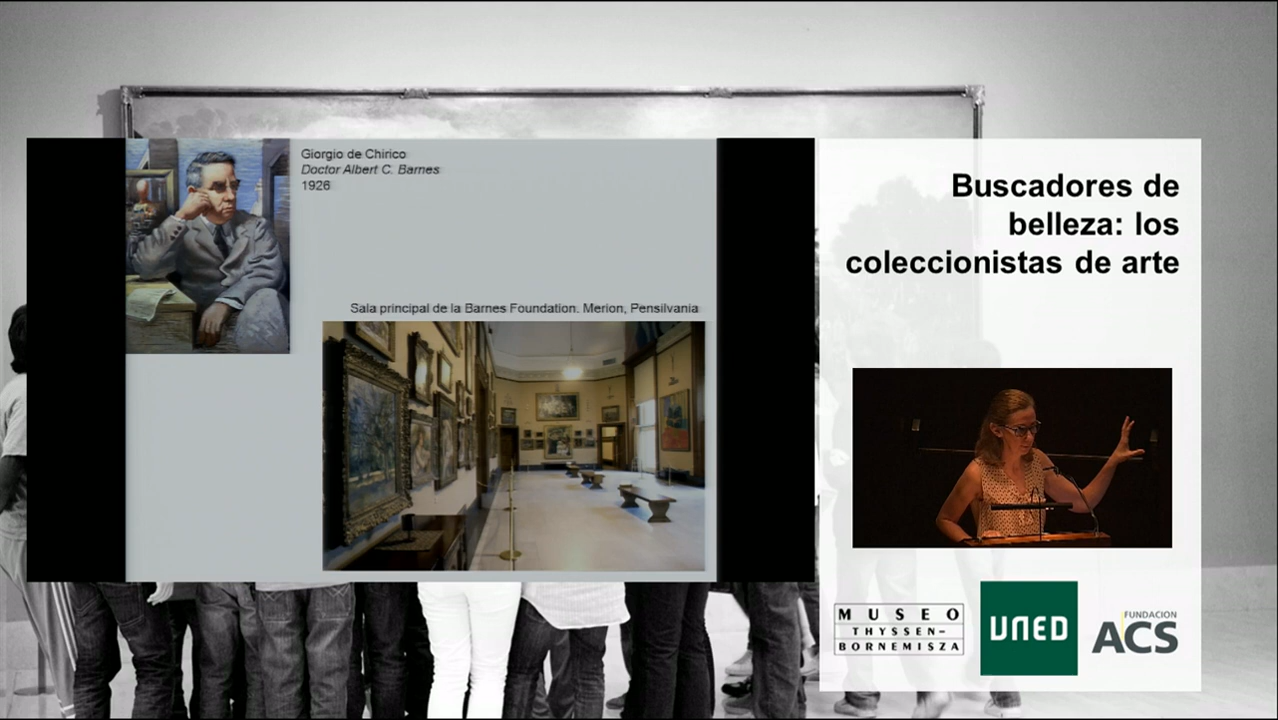 Giorgio de Chirico
Doctor Albert C. Barnes
1926
Sala principal de la Barnes Foundation. Merion, Pensilvania
Buscadores de
belleza: los
coleccionistas de arte
MUSEO
THYSSEN-
BORNEMISZA
UNED
FUNDACION
ACS